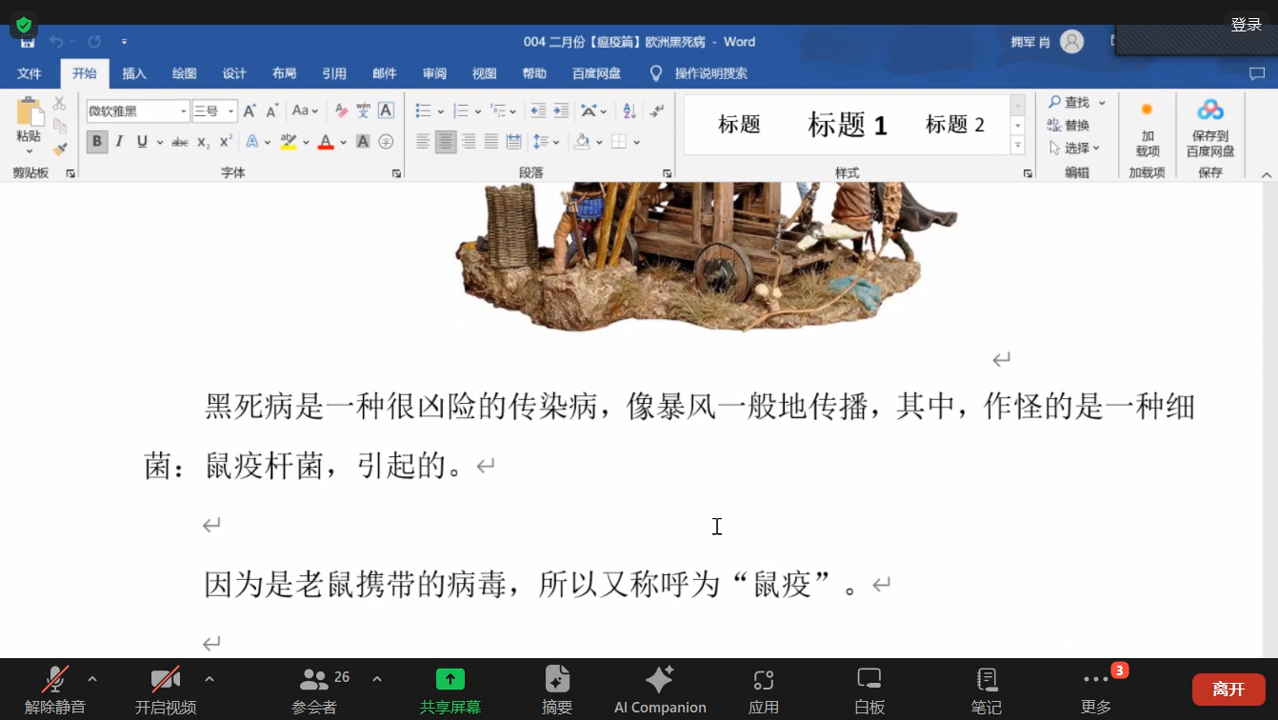 登录
004 二月份【瘟疫篇】欧洲黑死病 - Word
拥军 肖
文件 开始 插入 绘图 设计 布局 引用 邮件 审阅 视图 帮助 百度网盘 操作说明搜索
粘贴
剪贴板
微软雅黑 三号
字体
段落
标题 标题 1 标题 2
样式
查找
替换
选择
编辑
加载项
加载项
保存到百度网盘
保存
黑死病是一种很凶险的传染病，像暴风一般地传播，其中，作怪的是一种细
菌：鼠疫杆菌，引起的。
因为是老鼠携带的病毒，所以又称呼为“鼠疫”。
解除静音 开启视频 参会者 26 共享屏幕 摘要 AI Companion 应用 白板 笔记 更多 3 离开